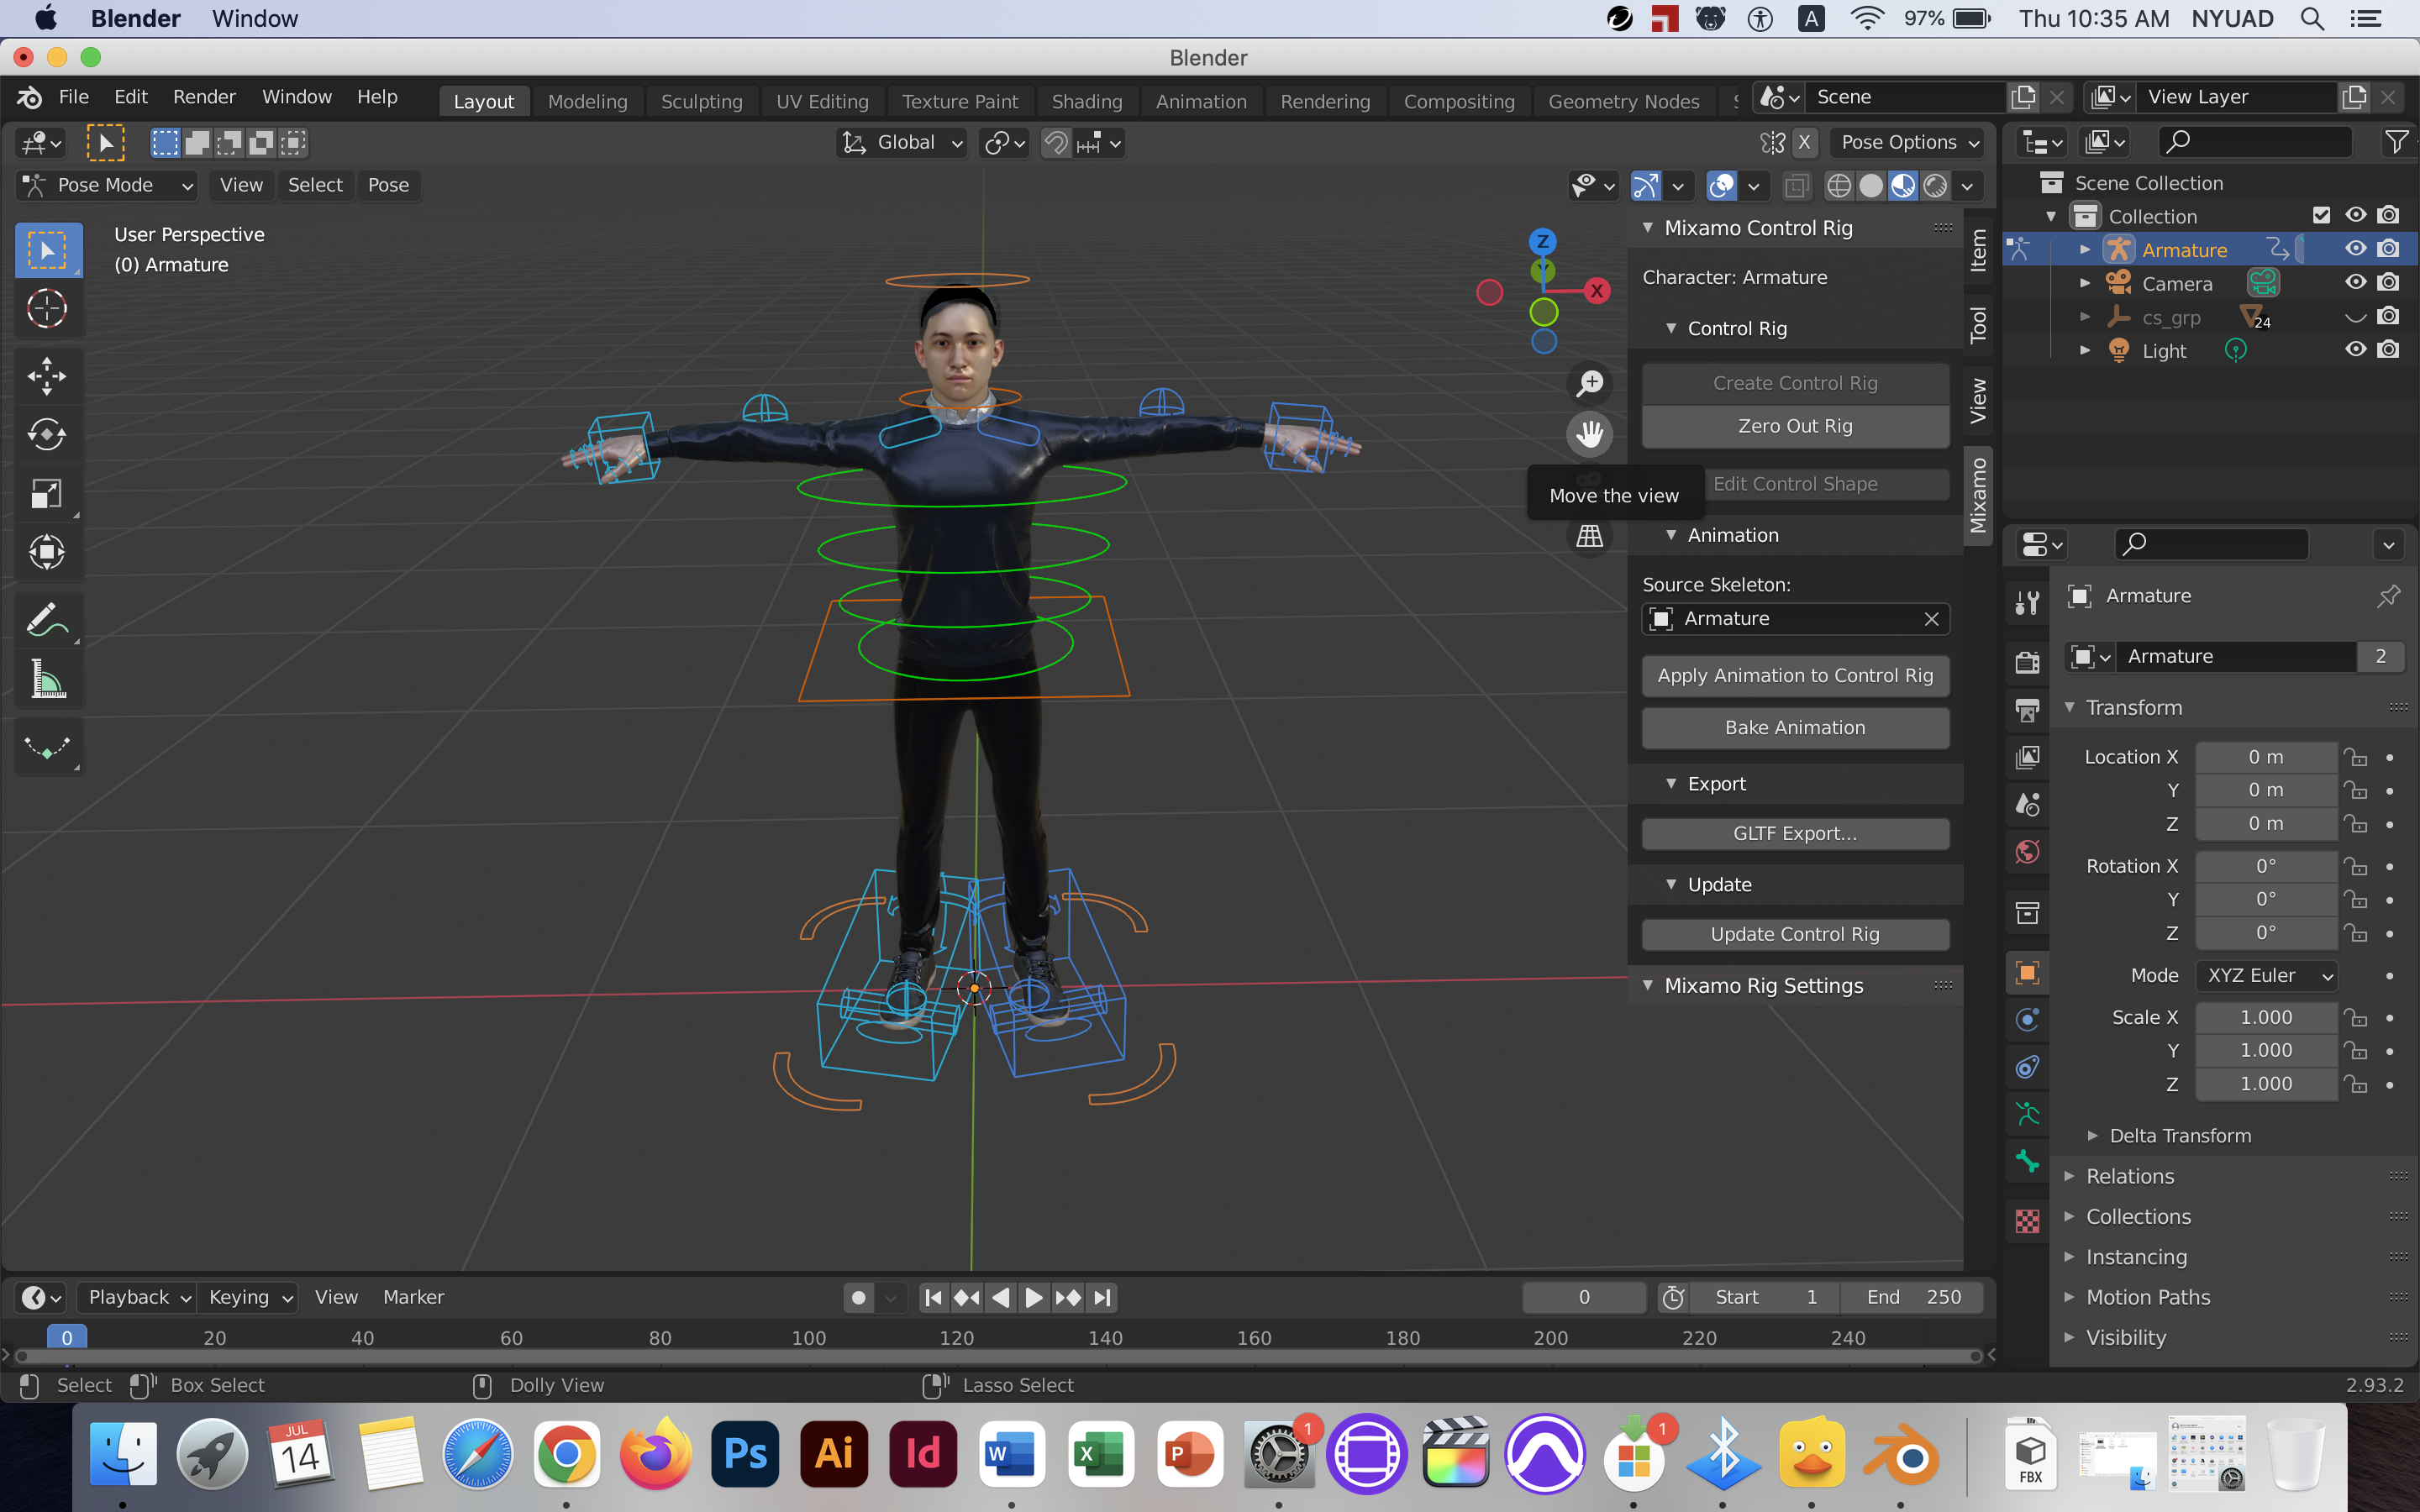 Blender Window A 97% Thu 10:35 AM NYUAD
Blender
File Edit Render Window Help Layout Modeling Sculpting UV Editing Texture Paint Shading Animation Rendering Compositing Geometry Nodes Scene View Layer
Global X Pose Options
Pose Mode View Select Pose
User Perspective
(0) Armature
Z
Y
X
Move the view
Mixamo Control Rig
Character: Armature
Control Rig
Create Control Rig
Zero Out Rig
Edit Control Shape
Animation
Source Skeleton:
Armature
Apply Animation to Control Rig
Bake Animation
Export
GLTF Export...
Update
Update Control Rig
Mixamo Rig Settings
Item
Tool
View
Mixamo
Scene Collection
Collection
Armature
Camera
cs_grp 24
Light
Armature
Armature 2
Transform
Location X 0 m
Y 0 m
Z 0 m
Rotation X 0°
Y 0°
Z 0°
Mode XYZ Euler
Scale X 1.000
Y 1.000
Z 1.000
Delta Transform
Relations
Collections
Instancing
Motion Paths
Visibility
Playback Keying View Marker 0 Start 1 End 250
0 20 40 60 80 100 120 140 160 180 200 220 240
Select Box Select Dolly View Lasso Select 2.93.2
JUL
14
Ps
Ai
Id
W
X
P
1
1
FBX